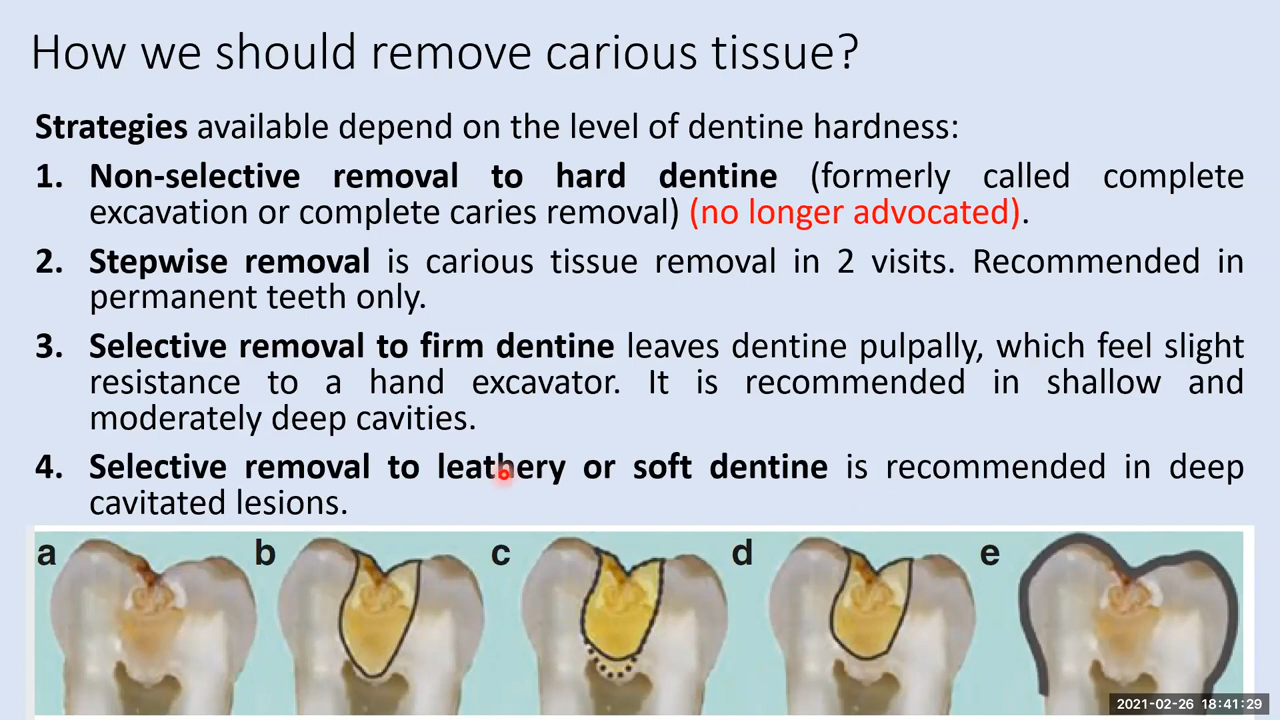 How we should remove carious tissue?
Strategies available depend on the level of dentine hardness:
1. Non-selective removal to hard dentine (formerly called complete
excavation or complete caries removal) (no longer advocated).
2. Stepwise removal is carious tissue removal in 2 visits. Recommended in
permanent teeth only.
3. Selective removal to firm dentine leaves dentine pulpally, which feel slight
resistance to a hand excavator. It is recommended in shallow and
moderately deep cavities.
4. Selective removal to leathery or soft dentine is recommended in deep
cavitated lesions.
a b c d e
2021-02-26 18:41:29